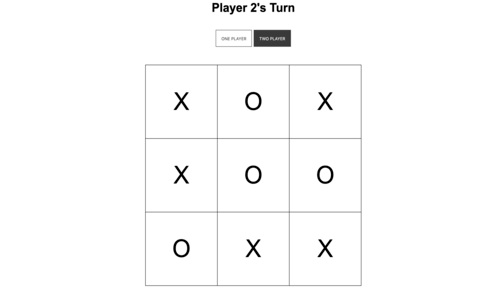 Player 2's Turn
ONE PLAYER TWO PLAYER
X O X
X O O
O X X